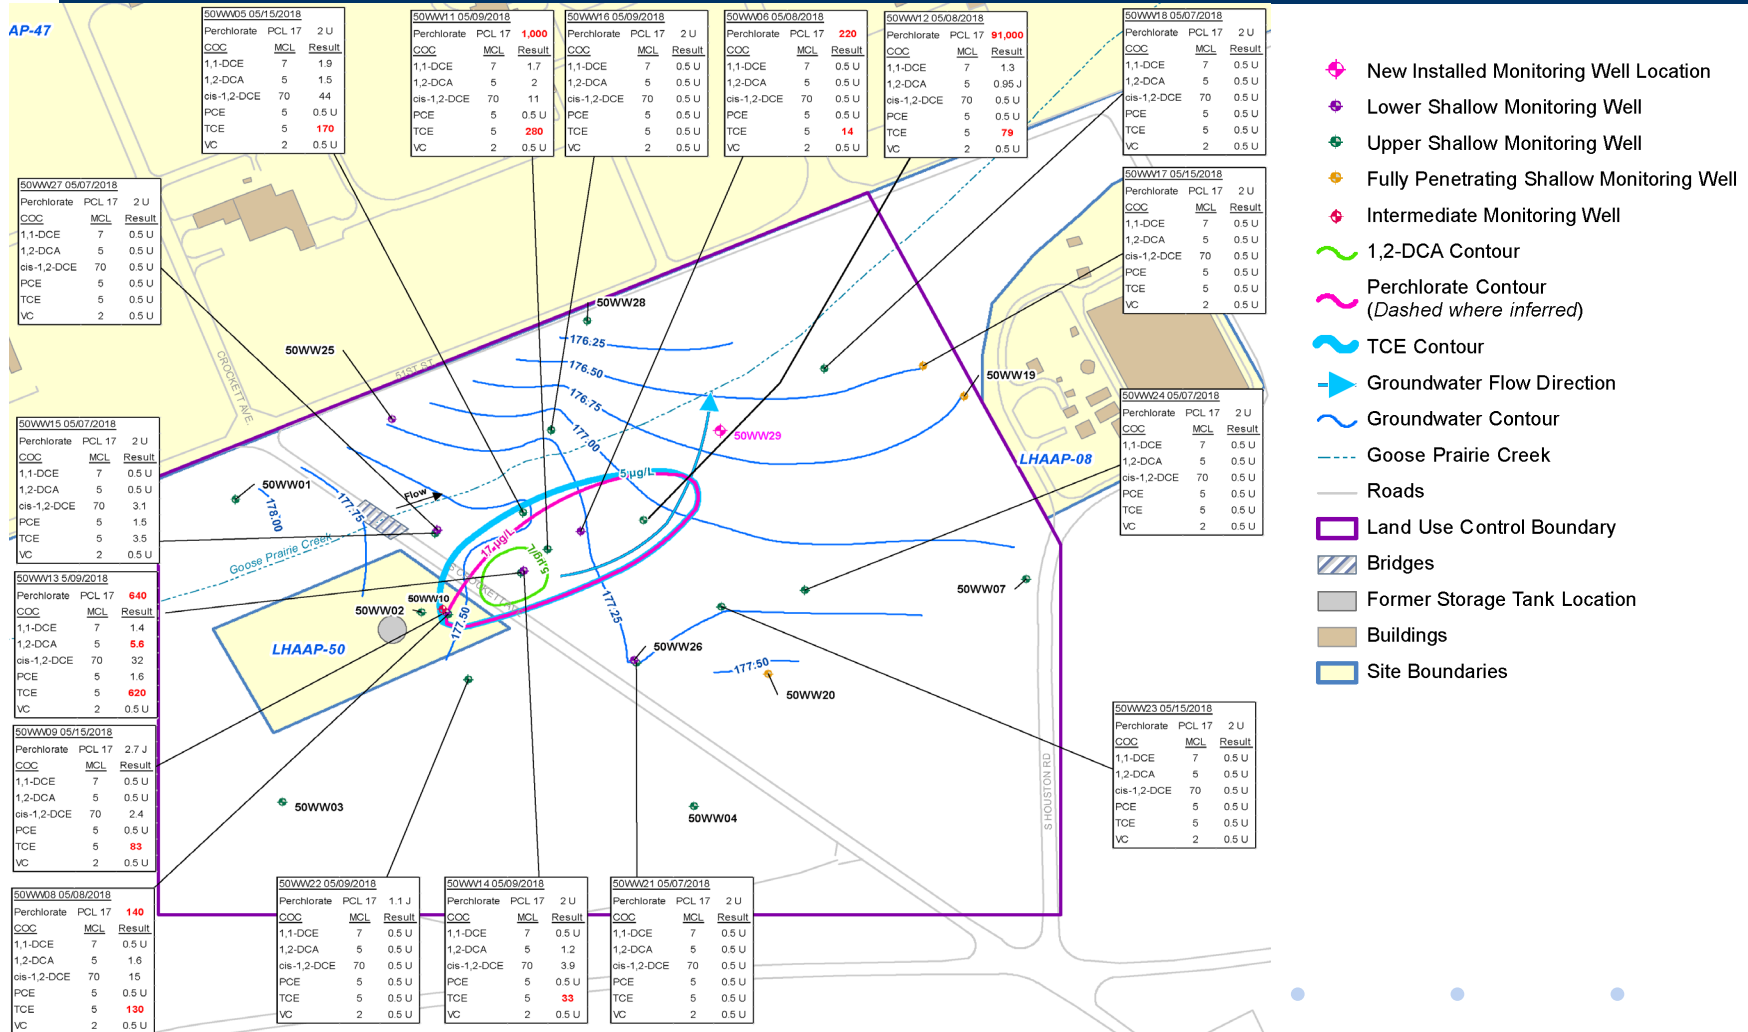 AP-47
50WW05 05/15/2018
Perchlorate PCL 17 2 U
COC MCL Result
1,1-DCE 7 1.9
1,2-DCA 5 1.5
cis-1,2-DCE 70 44
PCE 5 0.5 U
TCE 5 170
VC 2 0.5 U
50WW11 05/09/2018
Perchlorate PCL 17 1,000
COC MCL Result
1,1-DCE 7 1.7
1,2-DCA 5 2
cis-1,2-DCE 70 11
PCE 5 0.5 U
TCE 5 280
VC 2 0.5 U
50WW16 05/09/2018
Perchlorate PCL 17 2 U
COC MCL Result
1,1-DCE 7 0.5 U
1,2-DCA 5 0.5 U
cis-1,2-DCE 70 0.5 U
PCE 5 0.5 U
TCE 5 0.5 U
VC 2 0.5 U
50WW06 05/08/2018
Perchlorate PCL 17 220
COC MCL Result
1,1-DCE 7 0.5 U
1,2-DCA 5 0.5 U
cis-1,2-DCE 70 0.5 U
PCE 5 0.5 U
TCE 5 14
VC 2 0.5 U
50WW12 05/08/2018
Perchlorate PCL 17 91,000
COC MCL Result
1,1-DCE 7 1.3
1,2-DCA 5 0.95 J
cis-1,2-DCE 70 0.5 U
PCE 5 0.5 U
TCE 5 79
VC 2 0.5 U
50WW18 05/07/2018
Perchlorate PCL 17 2 U
COC MCL Result
1,1-DCE 7 0.5 U
1,2-DCA 5 0.5 U
cis-1,2-DCE 70 0.5 U
PCE 5 0.5 U
TCE 5 0.5 U
VC 2 0.5 U
50WW27 05/07/2018
Perchlorate PCL 17 2 U
COC MCL Result
1,1-DCE 7 0.5 U
1,2-DCA 5 0.5 U
cis-1,2-DCE 70 0.5 U
PCE 5 0.5 U
TCE 5 0.5 U
VC 2 0.5 U
50WW17 05/15/2018
Perchlorate PCL 17 2 U
COC MCL Result
1,1-DCE 7 0.5 U
1,2-DCA 5 0.5 U
cis-1,2-DCE 70 0.5 U
PCE 5 0.5 U
TCE 5 0.5 U
VC 2 0.5 U
50WW15 05/07/2018
Perchlorate PCL 17 2 U
COC MCL Result
1,1-DCE 7 0.5 U
1,2-DCA 5 0.5 U
cis-1,2-DCE 70 3.1
PCE 5 1.5
TCE 5 3.5
VC 2 0.5 U
50WW24 05/07/2018
Perchlorate PCL 17 2 U
COC MCL Result
1,1-DCE 7 0.5 U
1,2-DCA 5 0.5 U
cis-1,2-DCE 70 0.5 U
PCE 5 0.5 U
TCE 5 0.5 U
VC 2 0.5 U
50WW13 5/09/2018
Perchlorate PCL 17 640
COC MCL Result
1,1-DCE 7 1.4
1,2-DCA 5 5.6
cis-1,2-DCE 70 32
PCE 5 1.6
TCE 5 620
VC 2 0.5 U
50WW09 05/15/2018
Perchlorate PCL 17 2.7 J
COC MCL Result
1,1-DCE 7 0.5 U
1,2-DCA 5 0.5 U
cis-1,2-DCE 70 2.4
PCE 5 0.5 U
TCE 5 83
VC 2 0.5 U
50WW23 05/15/2018
Perchlorate PCL 17 2 U
COC MCL Result
1,1-DCE 7 0.5 U
1,2-DCA 5 0.5 U
cis-1,2-DCE 70 0.5 U
PCE 5 0.5 U
TCE 5 0.5 U
VC 2 0.5 U
50WW08 05/08/2018
Perchlorate PCL 17 140
COC MCL Result
1,1-DCE 7 0.5 U
1,2-DCA 5 1.6
cis-1,2-DCE 70 15
PCE 5 0.5 U
TCE 5 130
VC 2 0.5 U
50WW22 05/09/2018
Perchlorate PCL 17 1.1 J
COC MCL Result
1,1-DCE 7 0.5 U
1,2-DCA 5 0.5 U
cis-1,2-DCE 70 0.5 U
PCE 5 0.5 U
TCE 5 0.5 U
VC 2 0.5 U
50WW14 05/09/2018
Perchlorate PCL 17 2 U
COC MCL Result
1,1-DCE 7 0.5 U
1,2-DCA 5 1.2
cis-1,2-DCE 70 3.9
PCE 5 0.5 U
TCE 5 33
VC 2 0.5 U
50WW21 05/07/2018
Perchlorate PCL 17 2 U
COC MCL Result
1,1-DCE 7 0.5 U
1,2-DCA 5 0.5 U
cis-1,2-DCE 70 0.5 U
PCE 5 0.5 U
TCE 5 0.5 U
VC 2 0.5 U
50WW28
50WW25
176.25
176.50
176.75
177.00
51ST ST
CROCKETT AVE.
50WW19
50WW29
LHAAP-08
5 µg/L
50WW01
178.00
177.75
Flow
Goose Prairie Creek
17 µg/L
5 µg/L
S CROCKETT AVE
50WW10
50WW02
177.50
177.25
LHAAP-50
50WW07
50WW26
177.50
50WW20
50WW03
50WW04
S HOUSTON RD
New Installed Monitoring Well Location
Lower Shallow Monitoring Well
Upper Shallow Monitoring Well
Fully Penetrating Shallow Monitoring Well
Intermediate Monitoring Well
1,2-DCA Contour
Perchlorate Contour
(Dashed where inferred)
TCE Contour
Groundwater Flow Direction
Groundwater Contour
Goose Prairie Creek
Roads
Land Use Control Boundary
Bridges
Former Storage Tank Location
Buildings
Site Boundaries